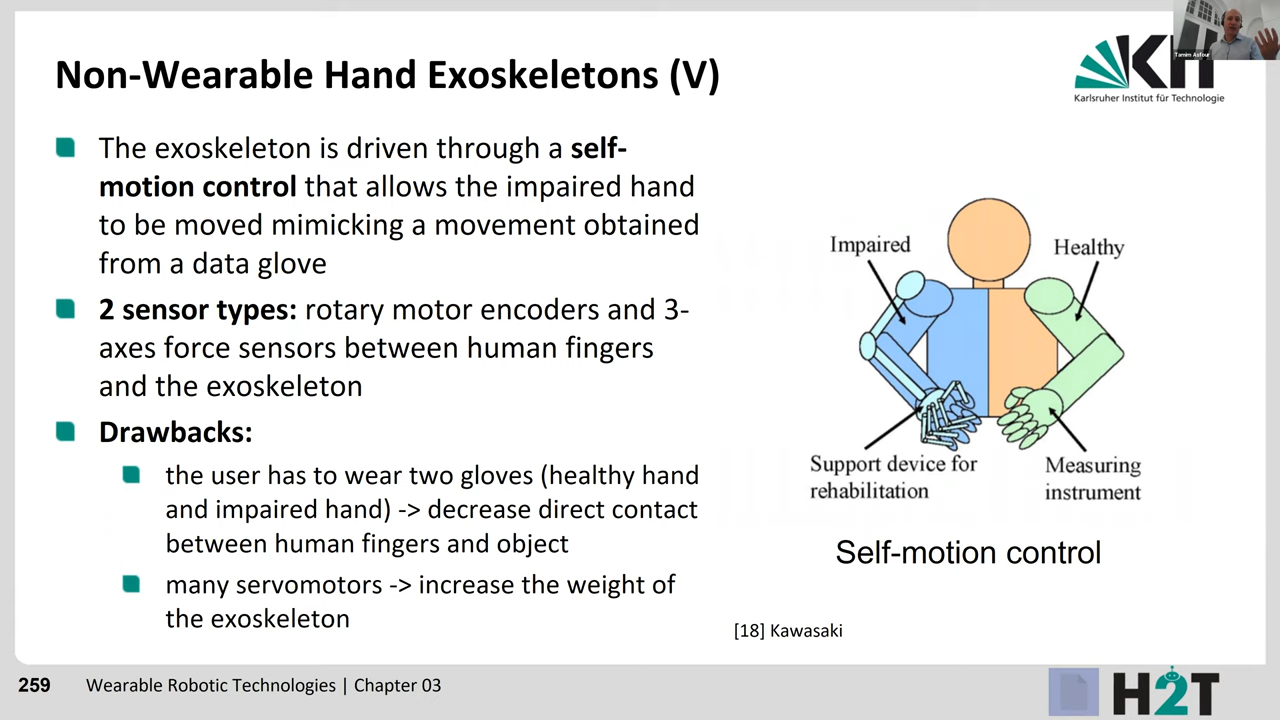 Non-Wearable Hand Exoskeletons (V)
KIT
Karlsruher Institut für Technologie
Tamim Asfour
The exoskeleton is driven through a self-
motion control that allows the impaired hand
to be moved mimicking a movement obtained
from a data glove
2 sensor types: rotary motor encoders and 3-
axes force sensors between human fingers
and the exoskeleton
Drawbacks:
the user has to wear two gloves (healthy hand
and impaired hand) -> decrease direct contact
between human fingers and object
many servomotors -> increase the weight of
the exoskeleton
Impaired
Healthy
Support device for
rehabilitation
Measuring
instrument
Self-motion control
[18] Kawasaki
259
Wearable Robotic Technologies | Chapter 03
H2T